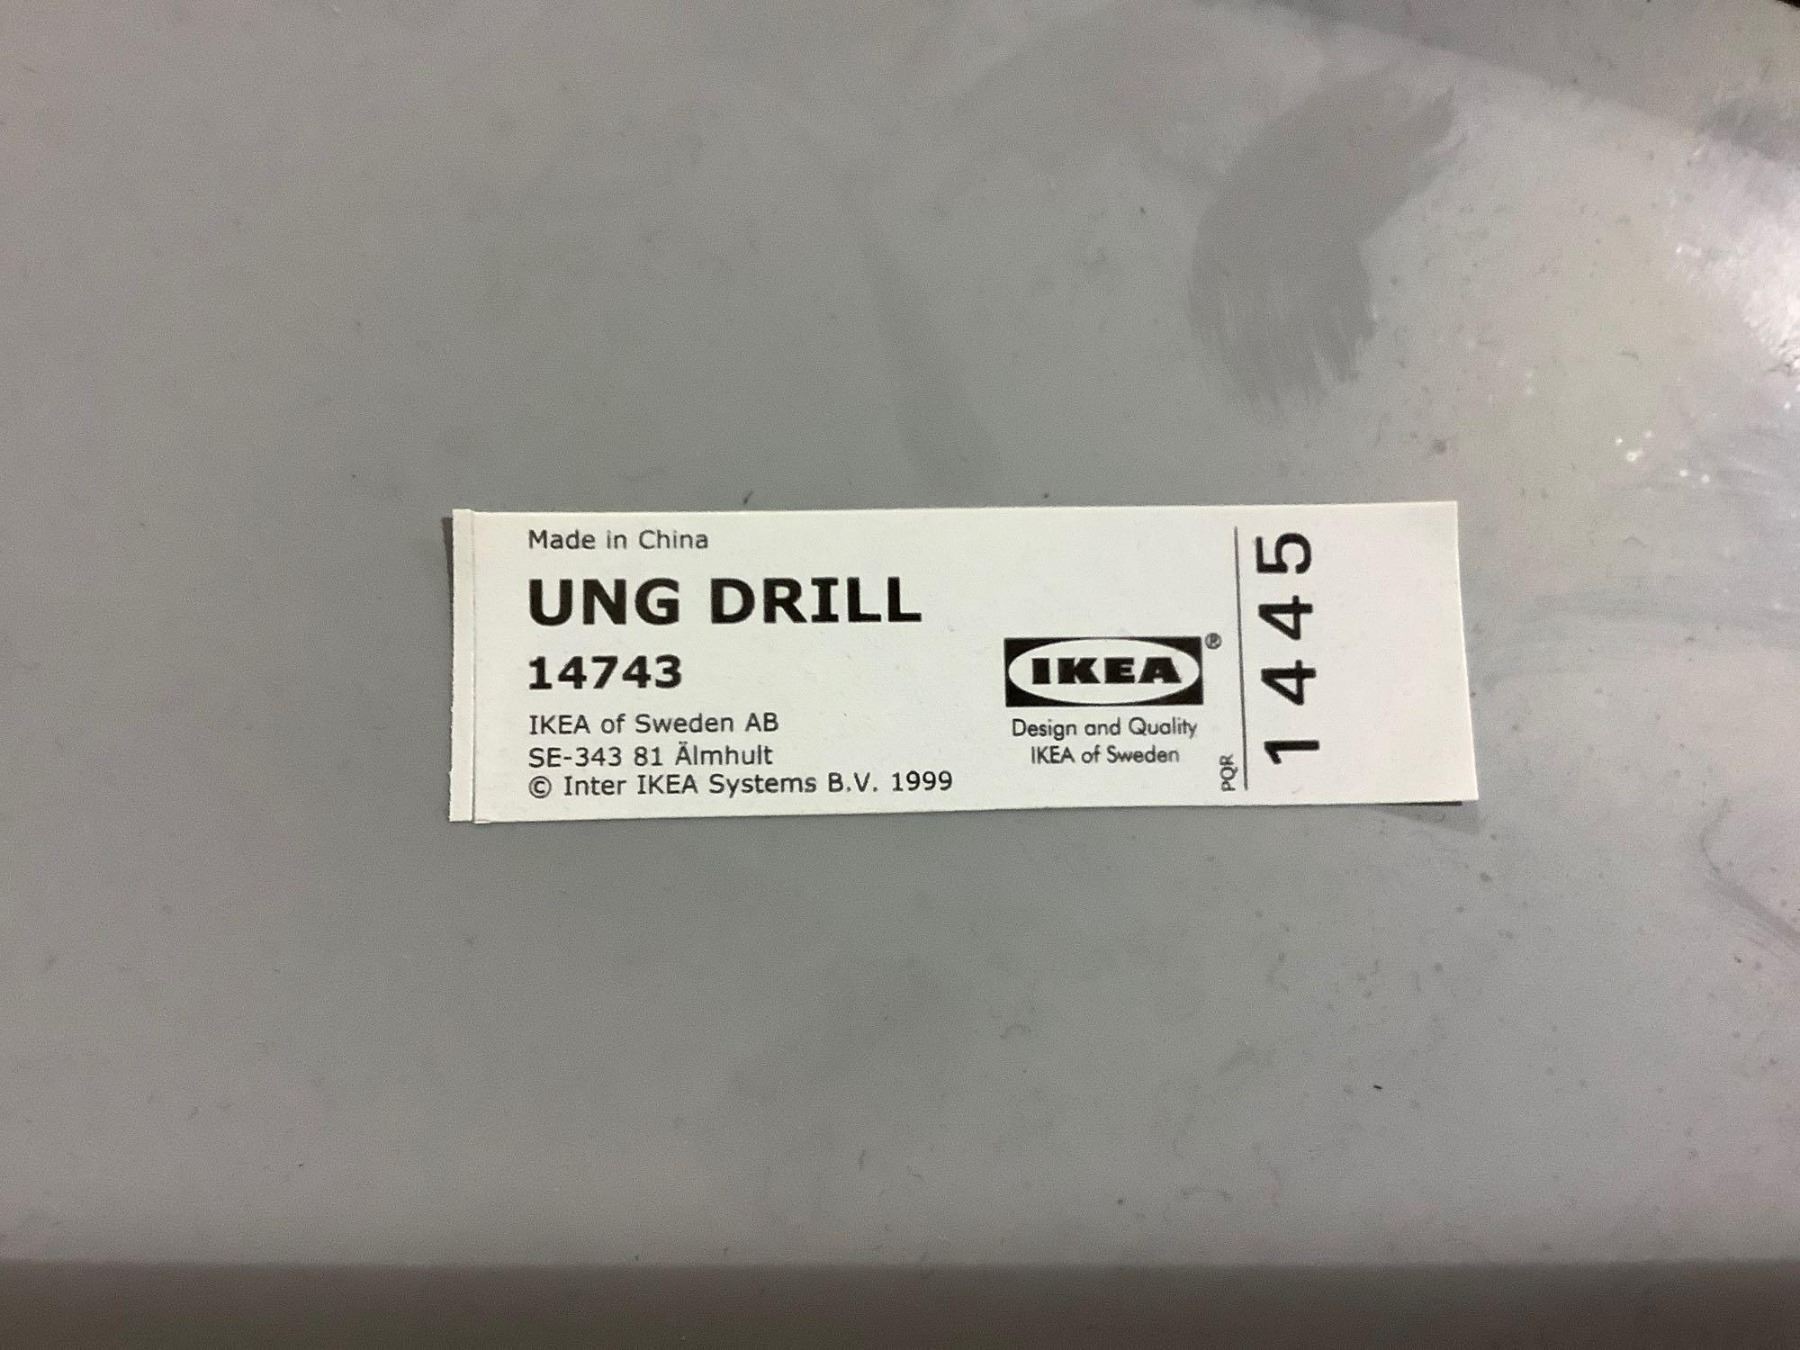 Made in China
UNG DRILL
14743
IKEA of Sweden AB
SE-343 81 Älmhult
© Inter IKEA Systems B.V. 1999
IKEA®
Design and Quality
IKEA of Sweden
PQR
1445